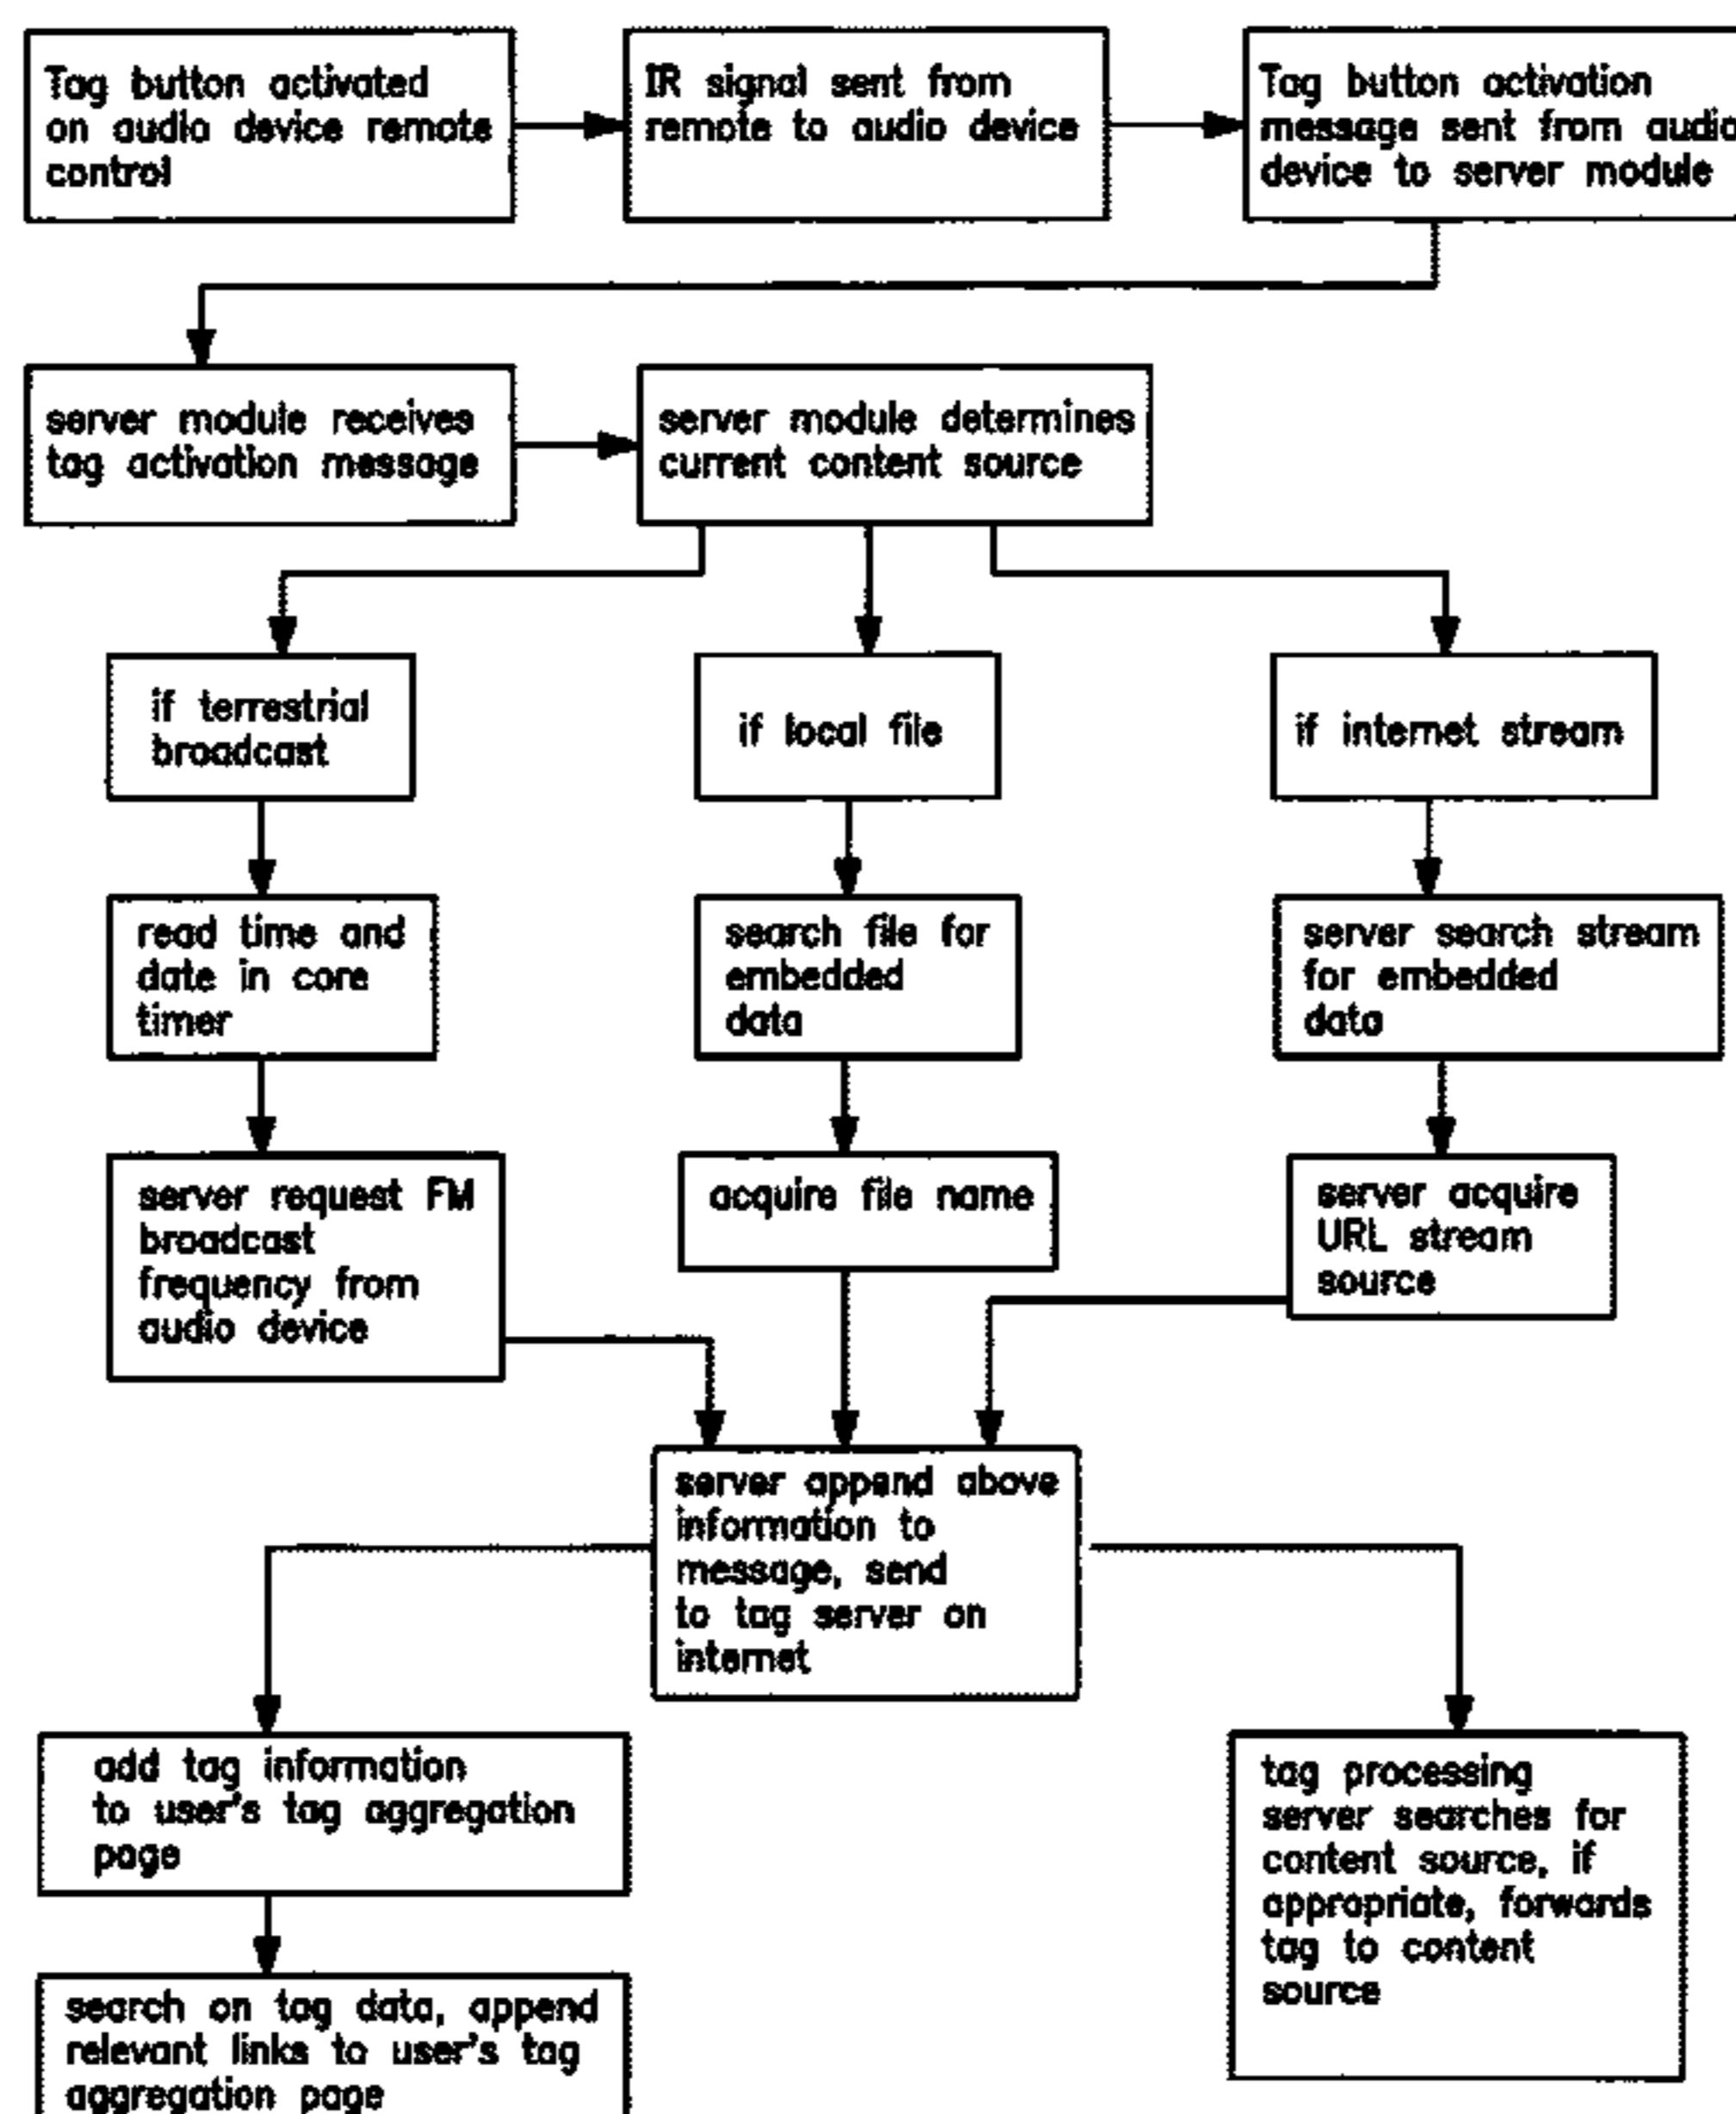 Tag button activated
on audio device remote
control
IR signal sent from
remote to audio device
Tag button activation
message sent from audio
device to server module
server module receives
tag activation message
server module determines
current content source
if terrestrial
broadcast
if local file
if internet stream
read time and
date in core
timer
search file for
embedded
data
server search stream
for embedded
data
server request FM
broadcast
frequency from
audio device
acquire file name
server acquire
URL stream
source
server append above
information to
message, send
to tag server on
internet
add tag information
to user's tag aggregation
page
tag processing
server searches for
content source, if
appropriate, forwards
tag to content
source
search on tag data, append
relevant links to user's tag
aggregation page